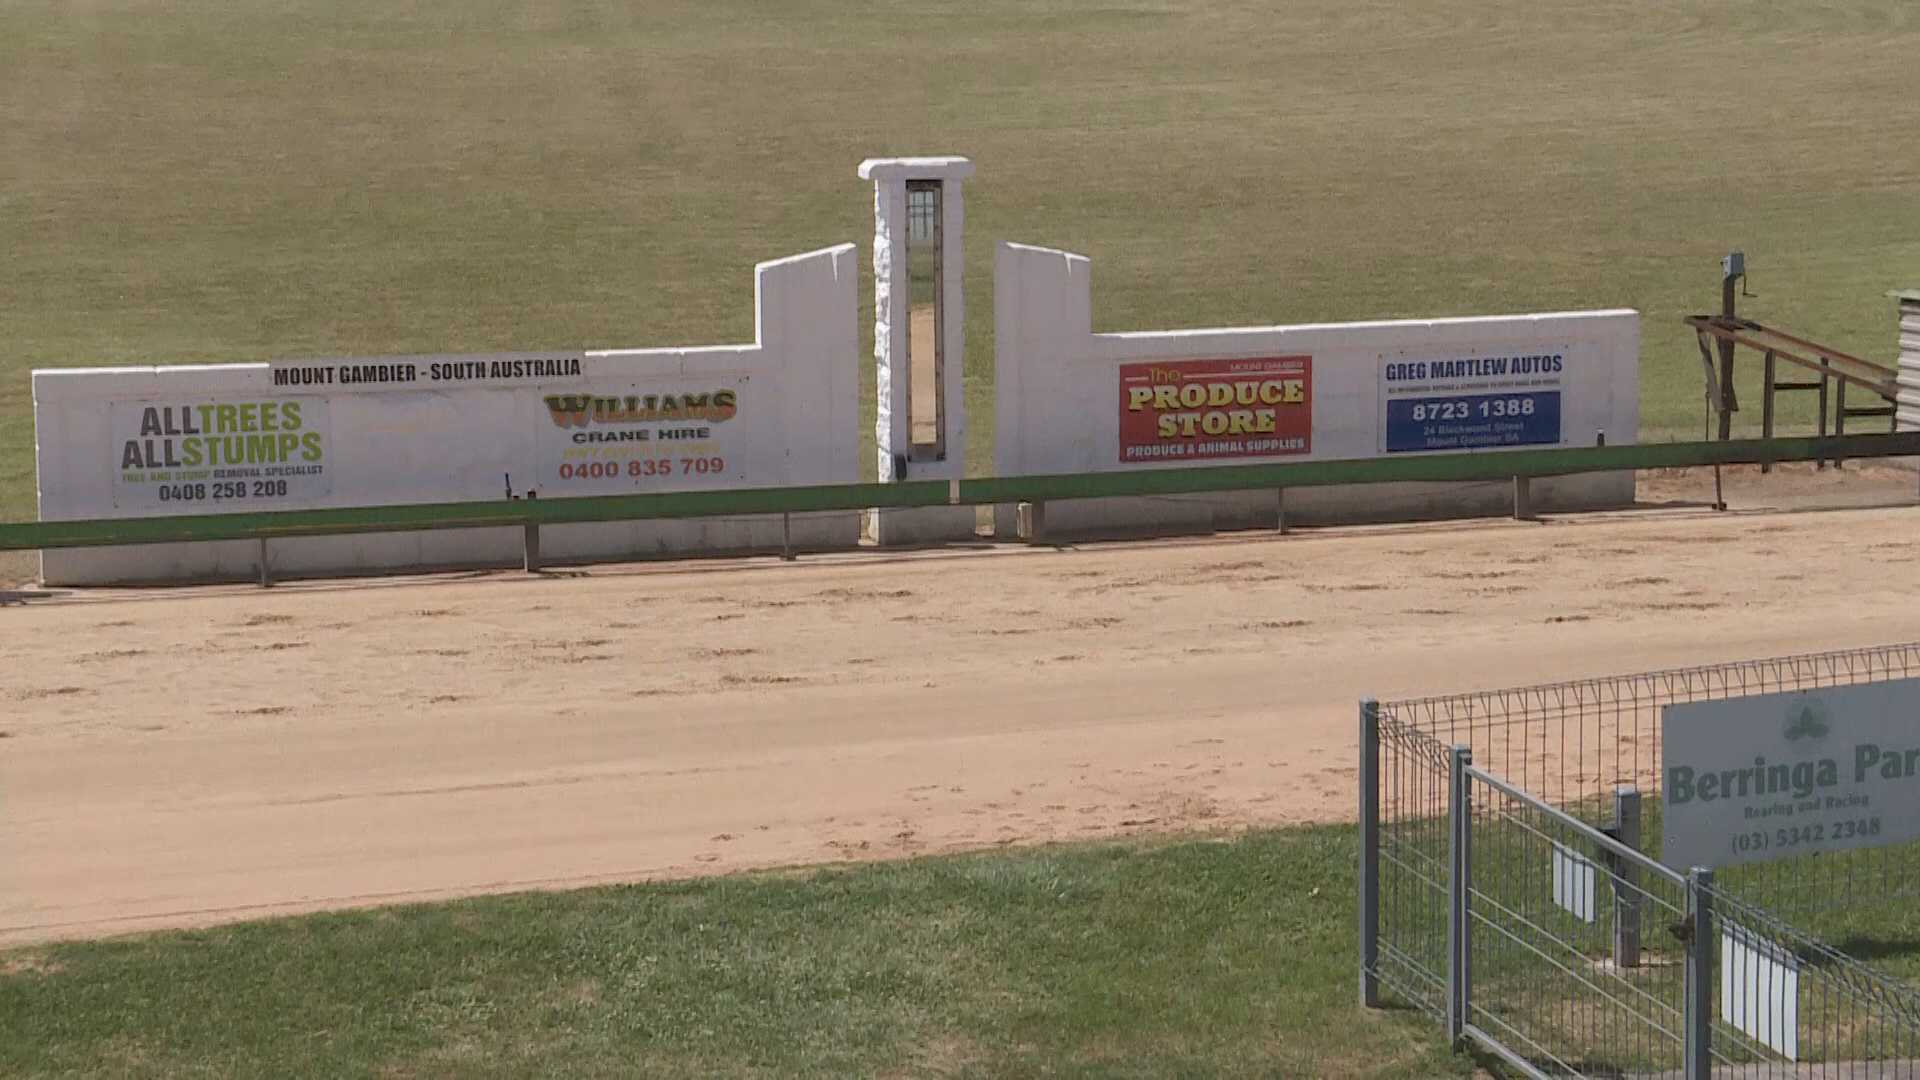 MOUNT GAMBIER - SOUTH AUSTRALIA
ALLTREES
ALLSTUMPS
TREE AND STUMP REMOVAL SPECIALIST
0408 258 208
WILLIAMS
CRANE HIRE
0400 835 709
MOUNT GAMBIER
The
PRODUCE
STORE
PRODUCE & ANIMAL SUPPLIES
GREG MARTLEW AUTOS
8723 1388
24 Blackwood Street
Mount Gambier SA
Berringa Par
Rearing and Racing
(03) 5342 2348